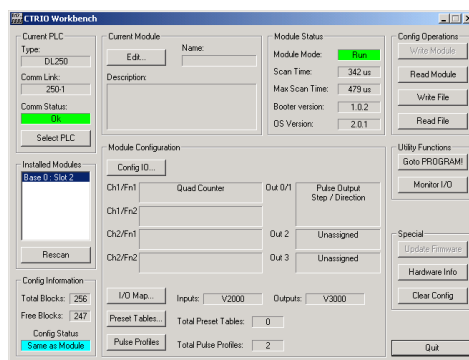 CTRIO Workbench
Current PLC
Type:
DL250
Comm Link:
250-1
Comm Status:
Ok
Select PLC
Installed Modules
Base 0 : Slot 2
Rescan
Config Information
Total Blocks: 256
Free Blocks: 247
Config Status
Same as Module
Current Module
Edit...
Name:
Description:
Module Status
Module Mode: Run
Scan Time: 342 us
Max Scan Time: 479 us
Booter version: 1.0.2
OS Version: 2.0.1
Module Configuration
Config IO...
Ch1/Fn1 Quad Counter Out 0/1 Pulse Output
Step / Direction
Ch1/Fn2
Ch2/Fn1 Out 2 Unassigned
Ch2/Fn2 Out 3 Unassigned
I/O Map... Inputs: V2000 Outputs: V3000
Preset Tables... Total Preset Tables: 0
Pulse Profiles Total Pulse Profiles: 2
Config Operations
Write Module
Read Module
Write File
Read File
Utility Functions
Goto PROGRAM!
Monitor I/O
Special
Update Firmware
Hardware Info
Clear Config
Quit